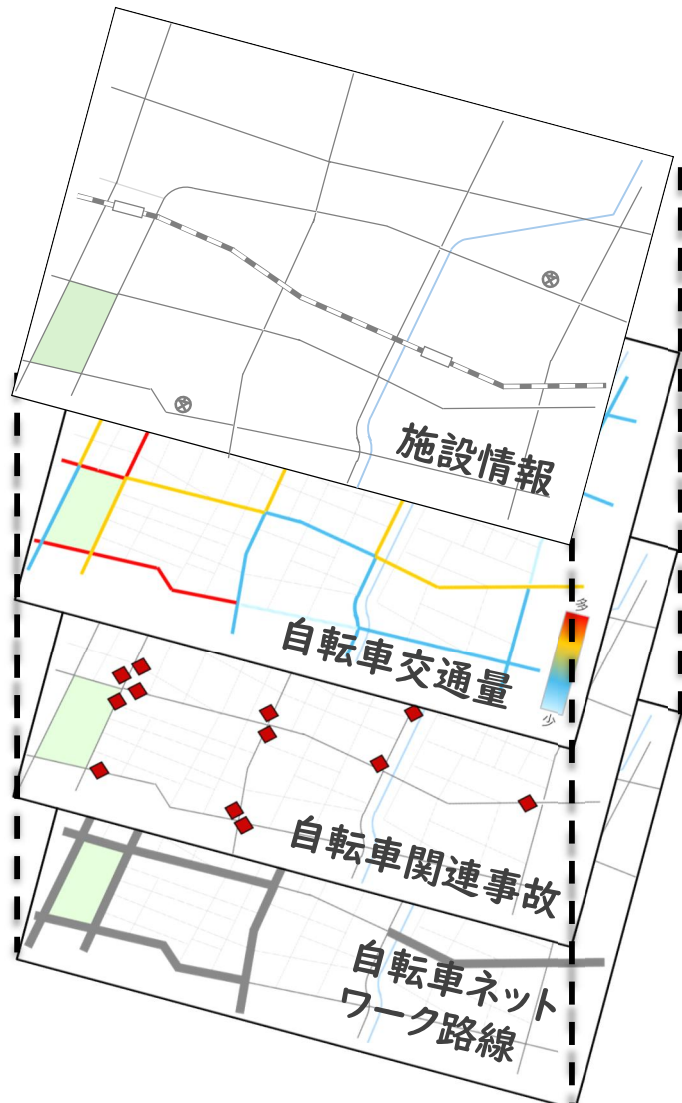 施設情報
多
自転車交通量
少
自転車関連事故
自転車ネット
ワーク路線